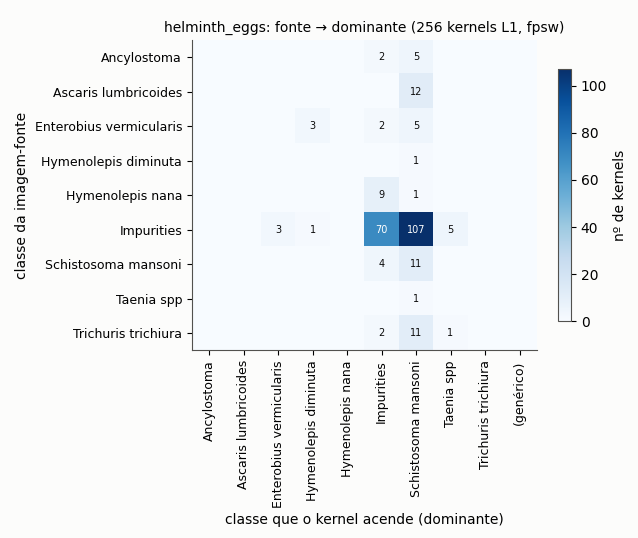 helminth_eggs: fonte → dominante (256 kernels L1, fpsw)
classe da imagem-fonte
Ancylostoma 2 5
Ascaris lumbricoides 12
Enterobius vermicularis 3 2 5
Hymenolepis diminuta 1
Hymenolepis nana 9 1
Impurities 3 1 70 107 5
Schistosoma mansoni 4 11
Taenia spp 1
Trichuris trichiura 2 11 1
Ancylostoma
Ascaris lumbricoides
Enterobius vermicularis
Hymenolepis diminuta
Hymenolepis nana
Impurities
Schistosoma mansoni
Taenia spp
Trichuris trichiura
(genérico)
classe que o kernel acende (dominante)
100
80
60
40
20
0
nº de kernels